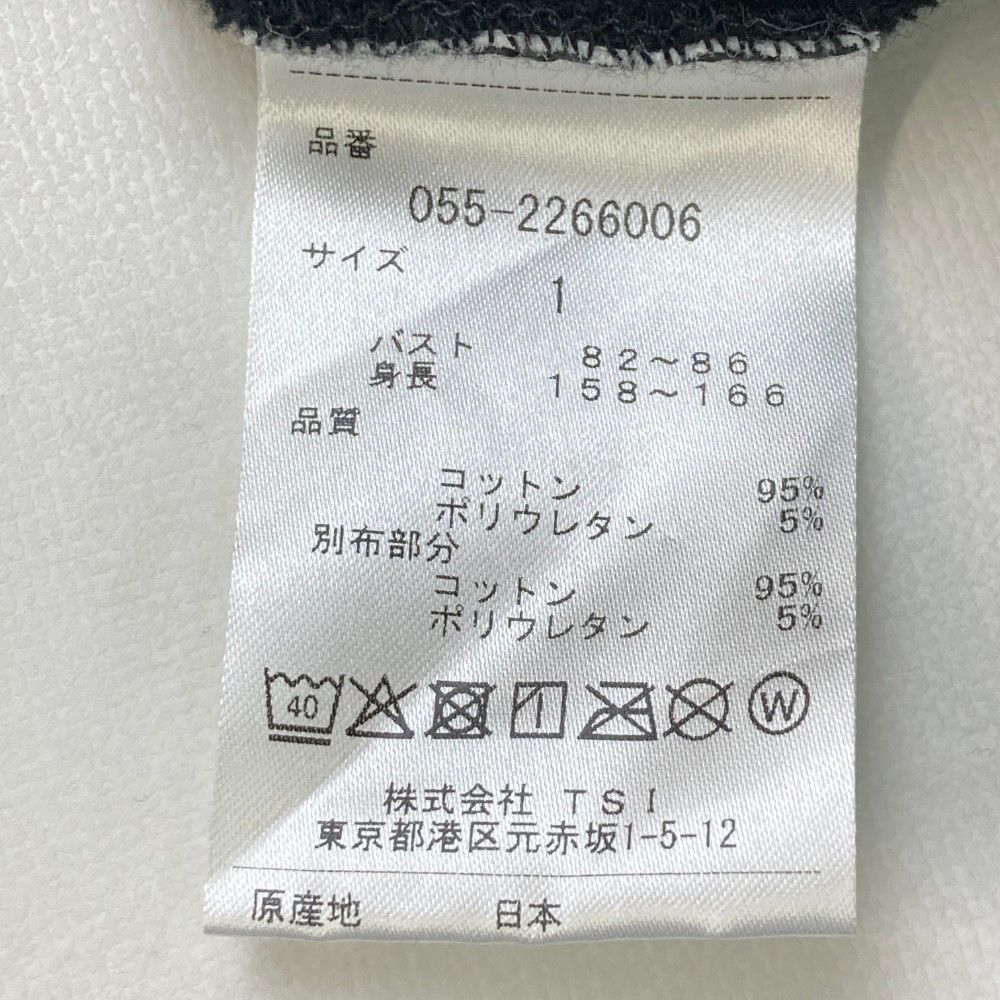 品番
055-2266006
サイズ
1
バスト 82～86
身長 158～166
品質
コットン 95%
ポリウレタン 5%
別布部分
コットン 95%
ポリウレタン 5%
40 W
株式会社 TSI
東京都港区元赤坂1-5-12
原産地 日本